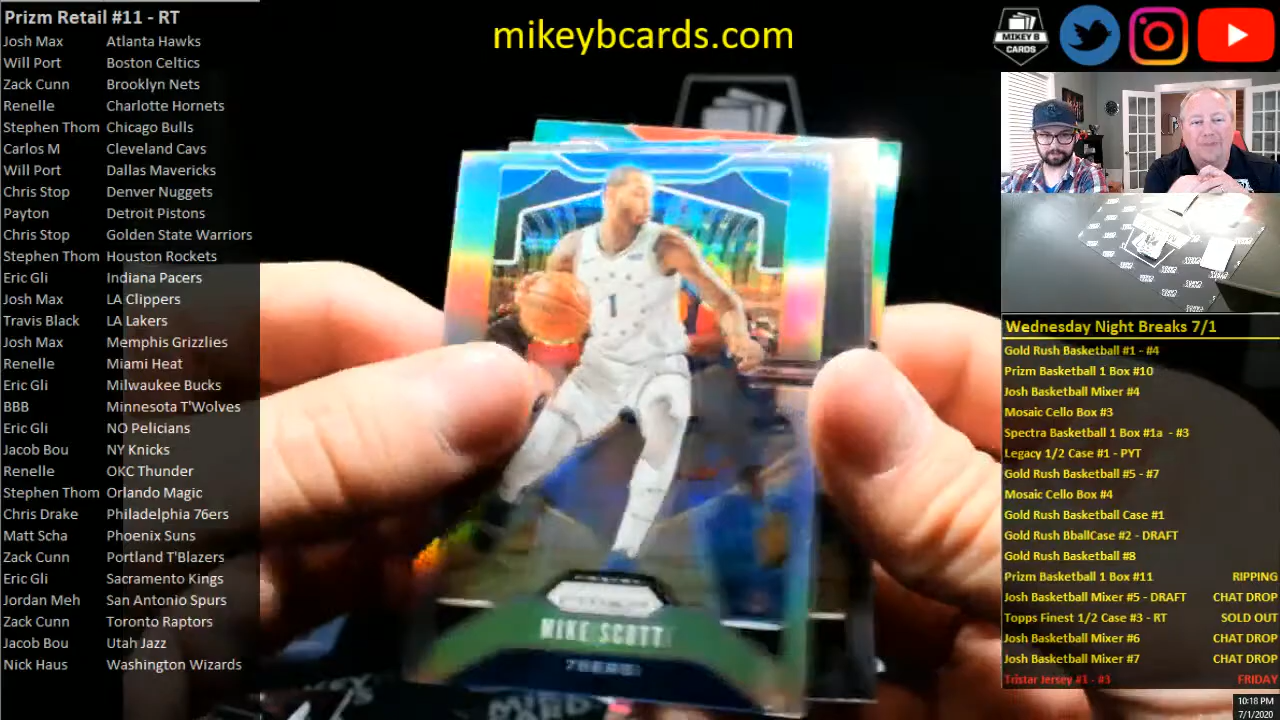 Prizm Retail #11 - RT
Josh Max Atlanta Hawks
Will Port Boston Celtics
Zack Cunn Brooklyn Nets
Renelle Charlotte Hornets
Stephen Thom Chicago Bulls
Carlos M Cleveland Cavs
Will Port Dallas Mavericks
Chris Stop Denver Nuggets
Payton Detroit Pistons
Chris Stop Golden State Warriors
Stephen Thom Houston Rockets
Eric Gli Indiana Pacers
Josh Max LA Clippers
Travis Black LA Lakers
Josh Max Memphis Grizzlies
Renelle Miami Heat
Eric Gli Milwaukee Bucks
BBB Minnesota T'Wolves
Eric Gli NO Pelicians
Jacob Bou NY Knicks
Renelle OKC Thunder
Stephen Thom Orlando Magic
Chris Drake Philadelphia 76ers
Matt Scha Phoenix Suns
Zack Cunn Portland T'Blazers
Eric Gli Sacramento Kings
Jordan Meh San Antonio Spurs
Zack Cunn Toronto Raptors
Jacob Bou Utah Jazz
Nick Haus Washington Wizards
mikeybcards.com
1
MIKE SCOTT
76ERS
MIKEY B
CARDS
Wednesday Night Breaks 7/1
Gold Rush Basketball #1 - #4
Prizm Basketball 1 Box #10
Josh Basketball Mixer #4
Mosaic Cello Box #3
Spectra Basketball 1 Box #1a - #3
Legacy 1/2 Case #1 - PYT
Gold Rush Basketball #5 - #7
Mosaic Cello Box #4
Gold Rush Basketball Case #1
Gold Rush BballCase #2 - DRAFT
Gold Rush Basketball #8
Prizm Basketball 1 Box #11 RIPPING
Josh Basketball Mixer #5 - DRAFT CHAT DROP
Topps Finest 1/2 Case #3 - RT SOLD OUT
Josh Basketball Mixer #6 CHAT DROP
Josh Basketball Mixer #7 CHAT DROP
Tristar Jersey #1 - #3 FRIDAY
10:18 PM
7/1/2020